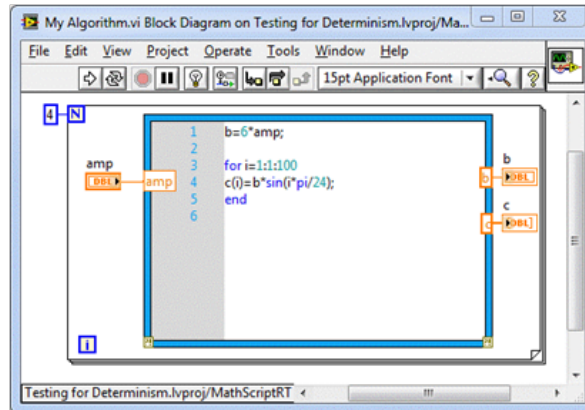 My Algorithm.vi Block Diagram on Testing for Determinism.lvproj/Ma...
File Edit View Project Operate Tools Window Help
15pt Application Font
4 N
amp
DBL
amp
1 b=6*amp;
2
3 for i=1:1:100
4 c(i)=b*sin(i*pi/24);
5 end
6
b
b
DBL
c
c
DBL]
i
Testing for Determinism.lvproj/MathScriptRT